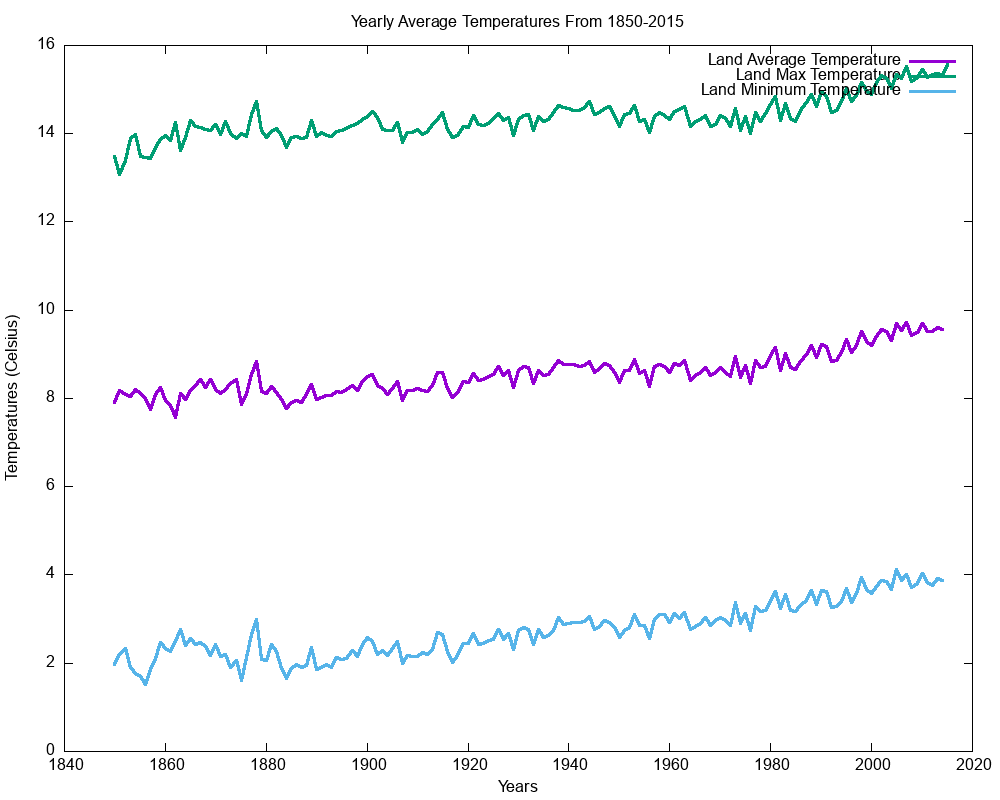 Yearly Average Temperatures From 1850-2015
16
Land Average Temperature
Land Max Temperature
Land Minimum Temperature
14
12
10
Temperatures (Celsius)
8
6
4
2
0
1840 1860 1880 1900 1920 1940 1960 1980 2000 2020
Years